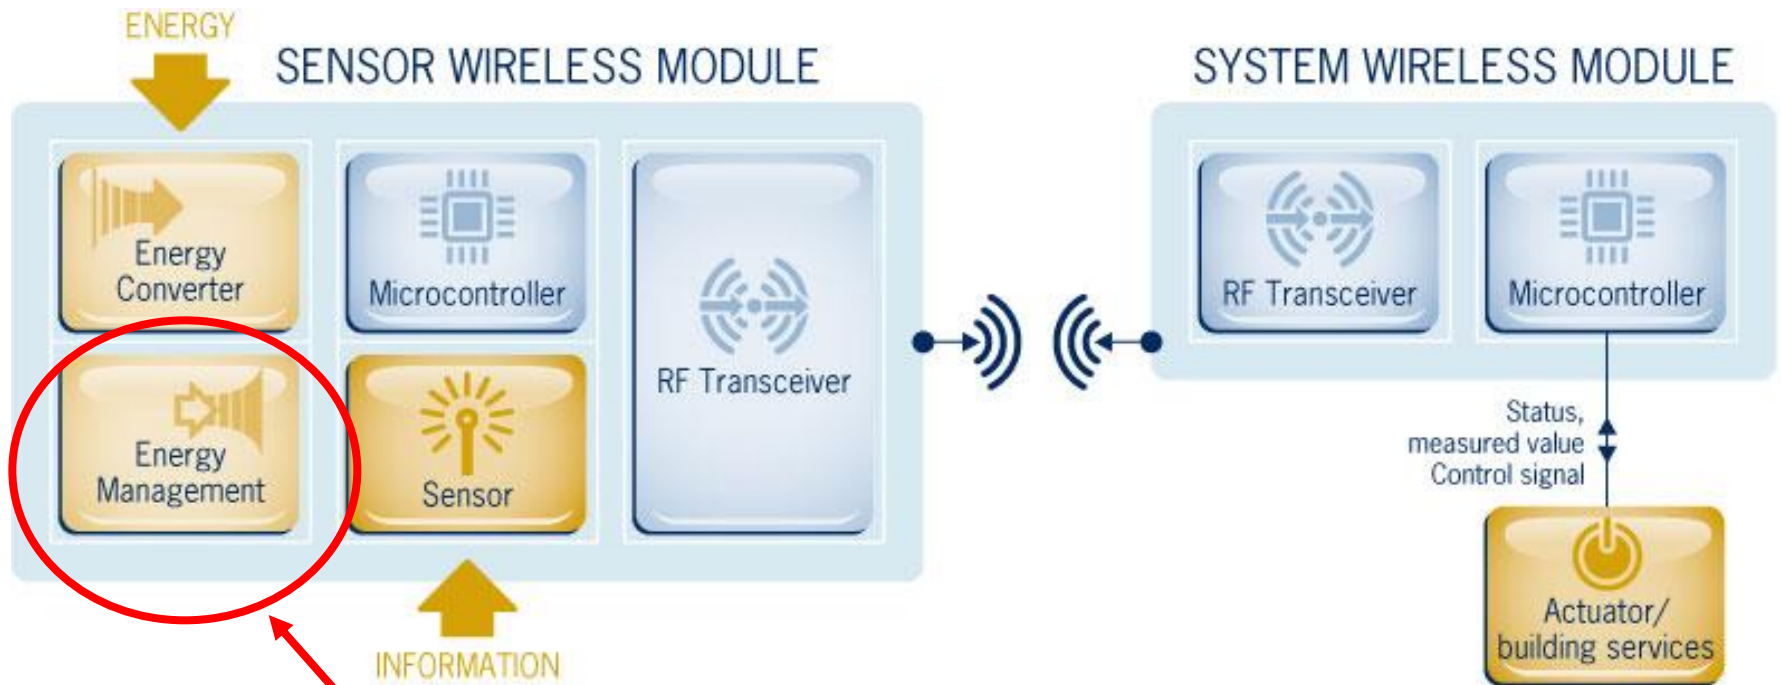 ENERGY
SENSOR WIRELESS MODULE
SYSTEM WIRELESS MODULE
Energy
Converter
Microcontroller
RF Transceiver
Energy
Management
Sensor
INFORMATION
RF Transceiver
Microcontroller
Status,
measured value
Control signal
Actuator/
building services